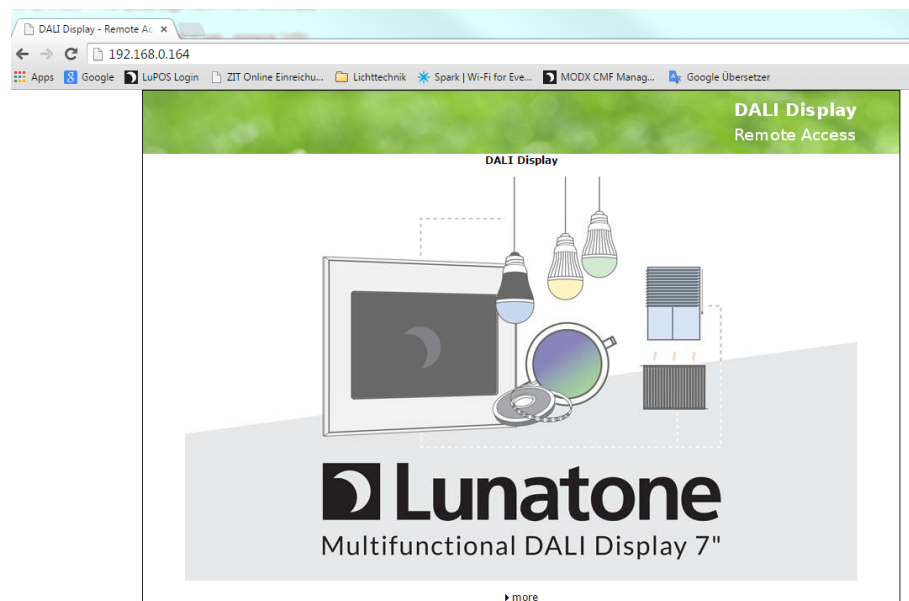 DALI Display - Remote Ac
192.168.0.164
Apps Google LuPOS Login ZIT Online Einreichu... Lichttechnik Spark | Wi-Fi for Eve... MODX CMF Manag... Google Übersetzer
DALI Display
Remote Access
DALI Display
Lunatone
Multifunctional DALI Display 7"
more